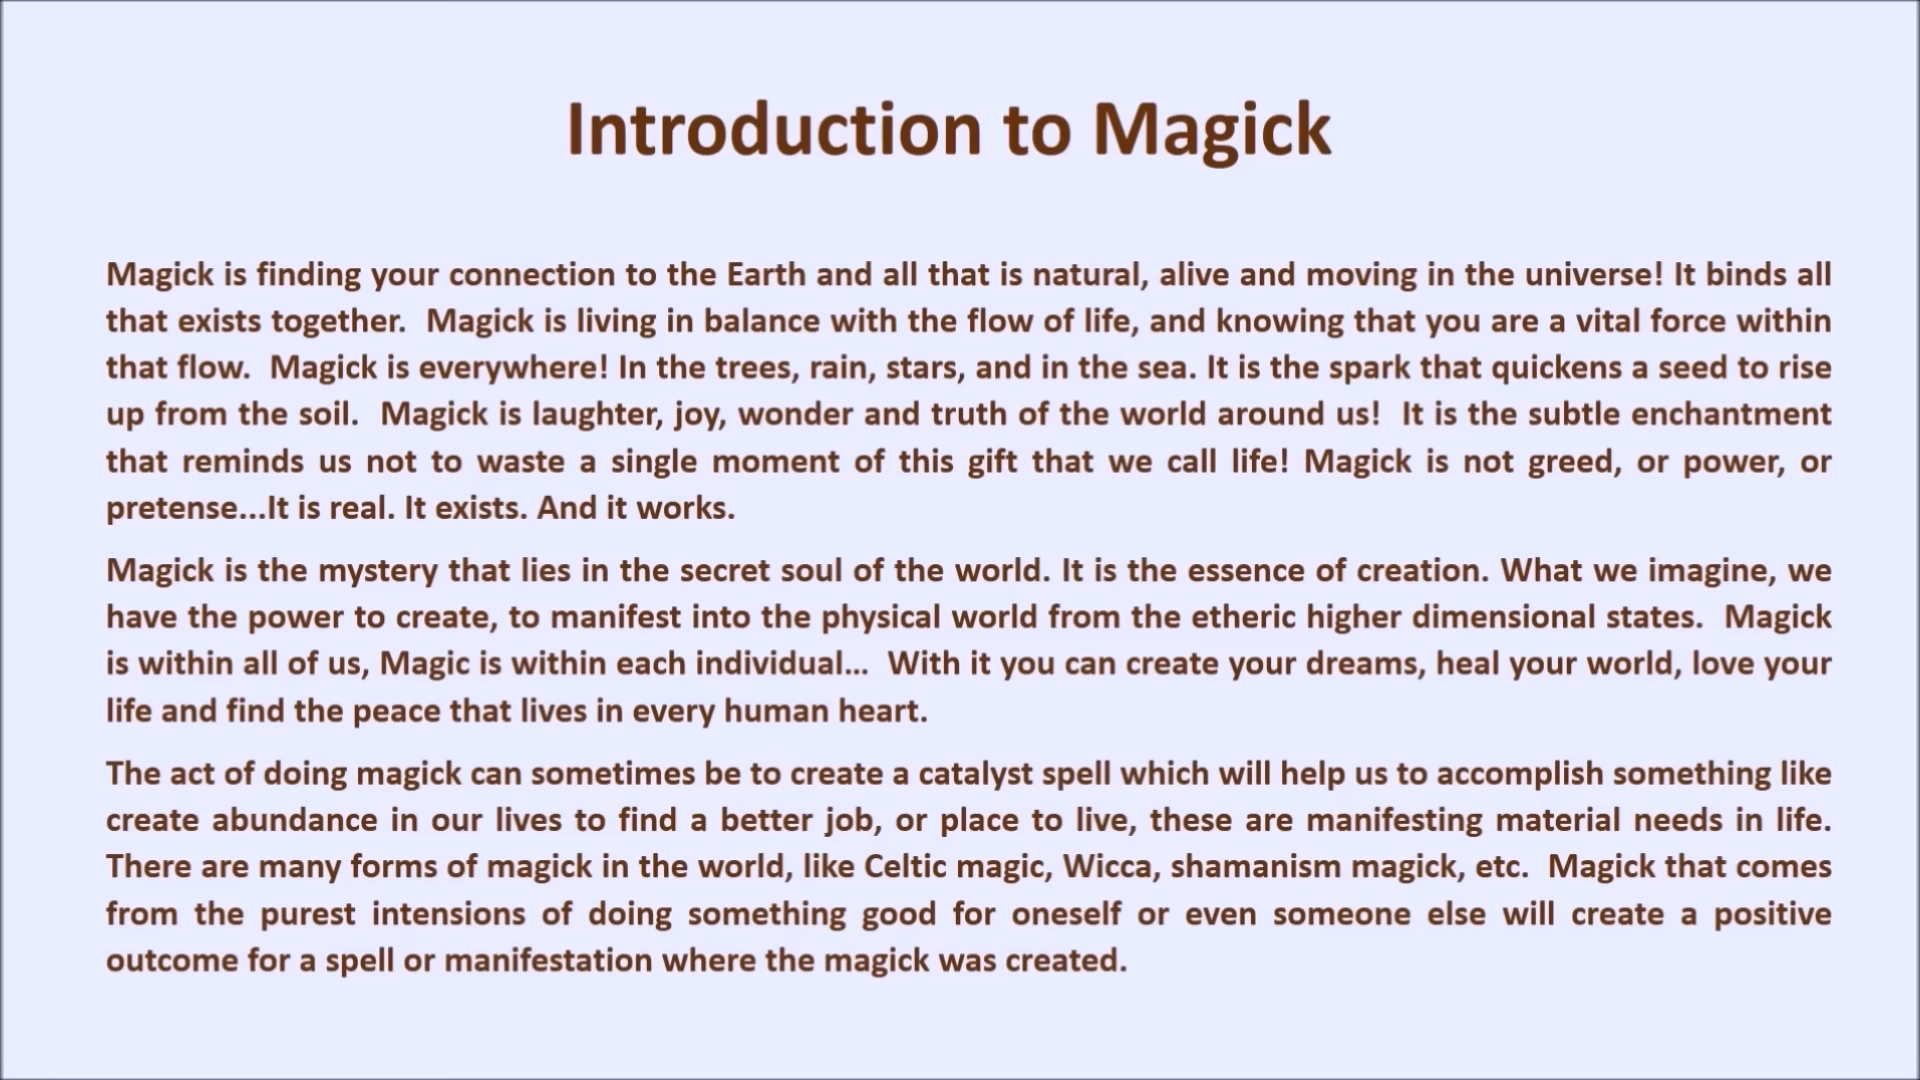 Introduction to Magick
Magick is finding your connection to the Earth and all that is natural, alive and moving in the universe! It binds all
that exists together.  Magick is living in balance with the flow of life, and knowing that you are a vital force within
that flow.  Magick is everywhere! In the trees, rain, stars, and in the sea. It is the spark that quickens a seed to rise
up from the soil.  Magick is laughter, joy, wonder and truth of the world around us!  It is the subtle enchantment
that reminds us not to waste a single moment of this gift that we call life! Magick is not greed, or power, or
pretense...It is real. It exists. And it works.
Magick is the mystery that lies in the secret soul of the world. It is the essence of creation. What we imagine, we
have the power to create, to manifest into the physical world from the etheric higher dimensional states.  Magick
is within all of us, Magic is within each individual...  With it you can create your dreams, heal your world, love your
life and find the peace that lives in every human heart.
The act of doing magick can sometimes be to create a catalyst spell which will help us to accomplish something like
create abundance in our lives to find a better job, or place to live, these are manifesting material needs in life.
There are many forms of magick in the world, like Celtic magic, Wicca, shamanism magick, etc.  Magick that comes
from the purest intensions of doing something good for oneself or even someone else will create a positive
outcome for a spell or manifestation where the magick was created.